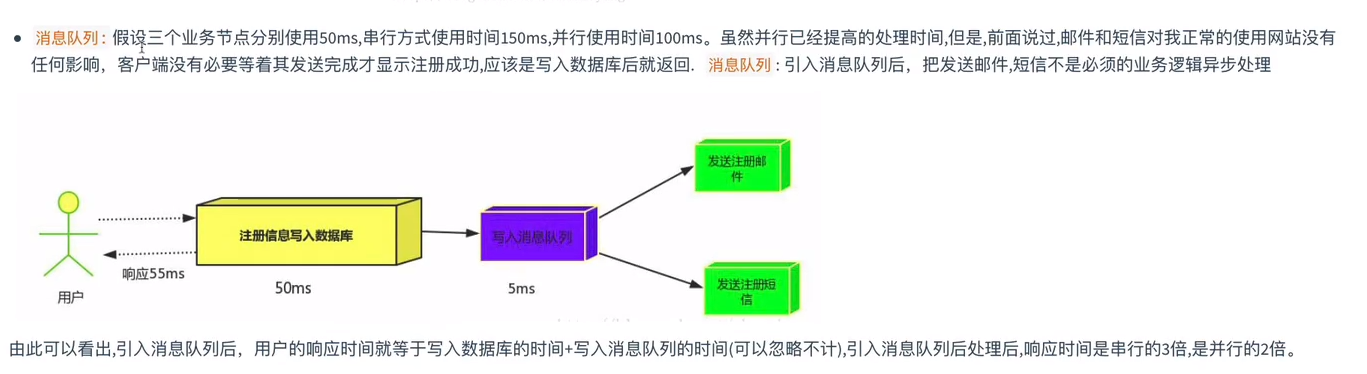 消息队列：假设三个业务节点分别使用50ms,串行方式使用时间150ms,并行使用时间100ms。虽然并行已经提高的处理时间,但是,前面说过,邮件和短信对我正常的使用网站没有
任何影响，客户端没有必要等着其发送完成才显示注册成功,应该是写入数据库后就返回. 消息队列：引入消息队列后，把发送邮件,短信不是必须的业务逻辑异步处理
发送注册邮
件
注册信息写入数据库
写入消息队列
响应55ms
用户
50ms
5ms
发送注册短
信
由此可以看出,引入消息队列后，用户的响应时间就等于写入数据库的时间+写入消息队列的时间(可以忽略不计),引入消息队列后处理后,响应时间是串行的3倍,是并行的2倍。